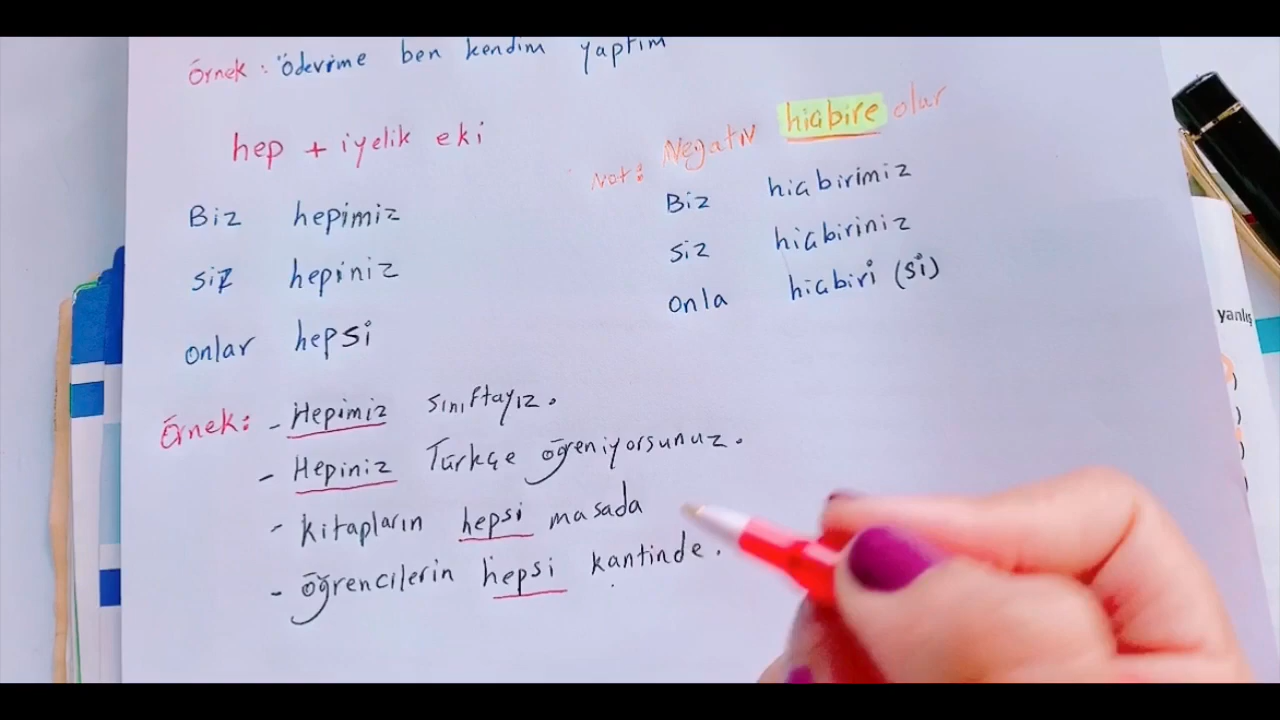 Örnek : ödevime ben kendim yaptım
hep + iyelik eki
Biz hepimiz
siz hepiniz
onlar hepsi
Not: Negatıv hiçbire olur
Biz hiçbirimiz
siz hiçbiriniz
onla hiçbiri (si)
Örnek: - Hepimiz sınıftayız.
- Hepiniz Türkçe öğreniyorsunuz.
- kitapların hepsi masada
- öğrencilerin hepsi kantinde.
yanlış